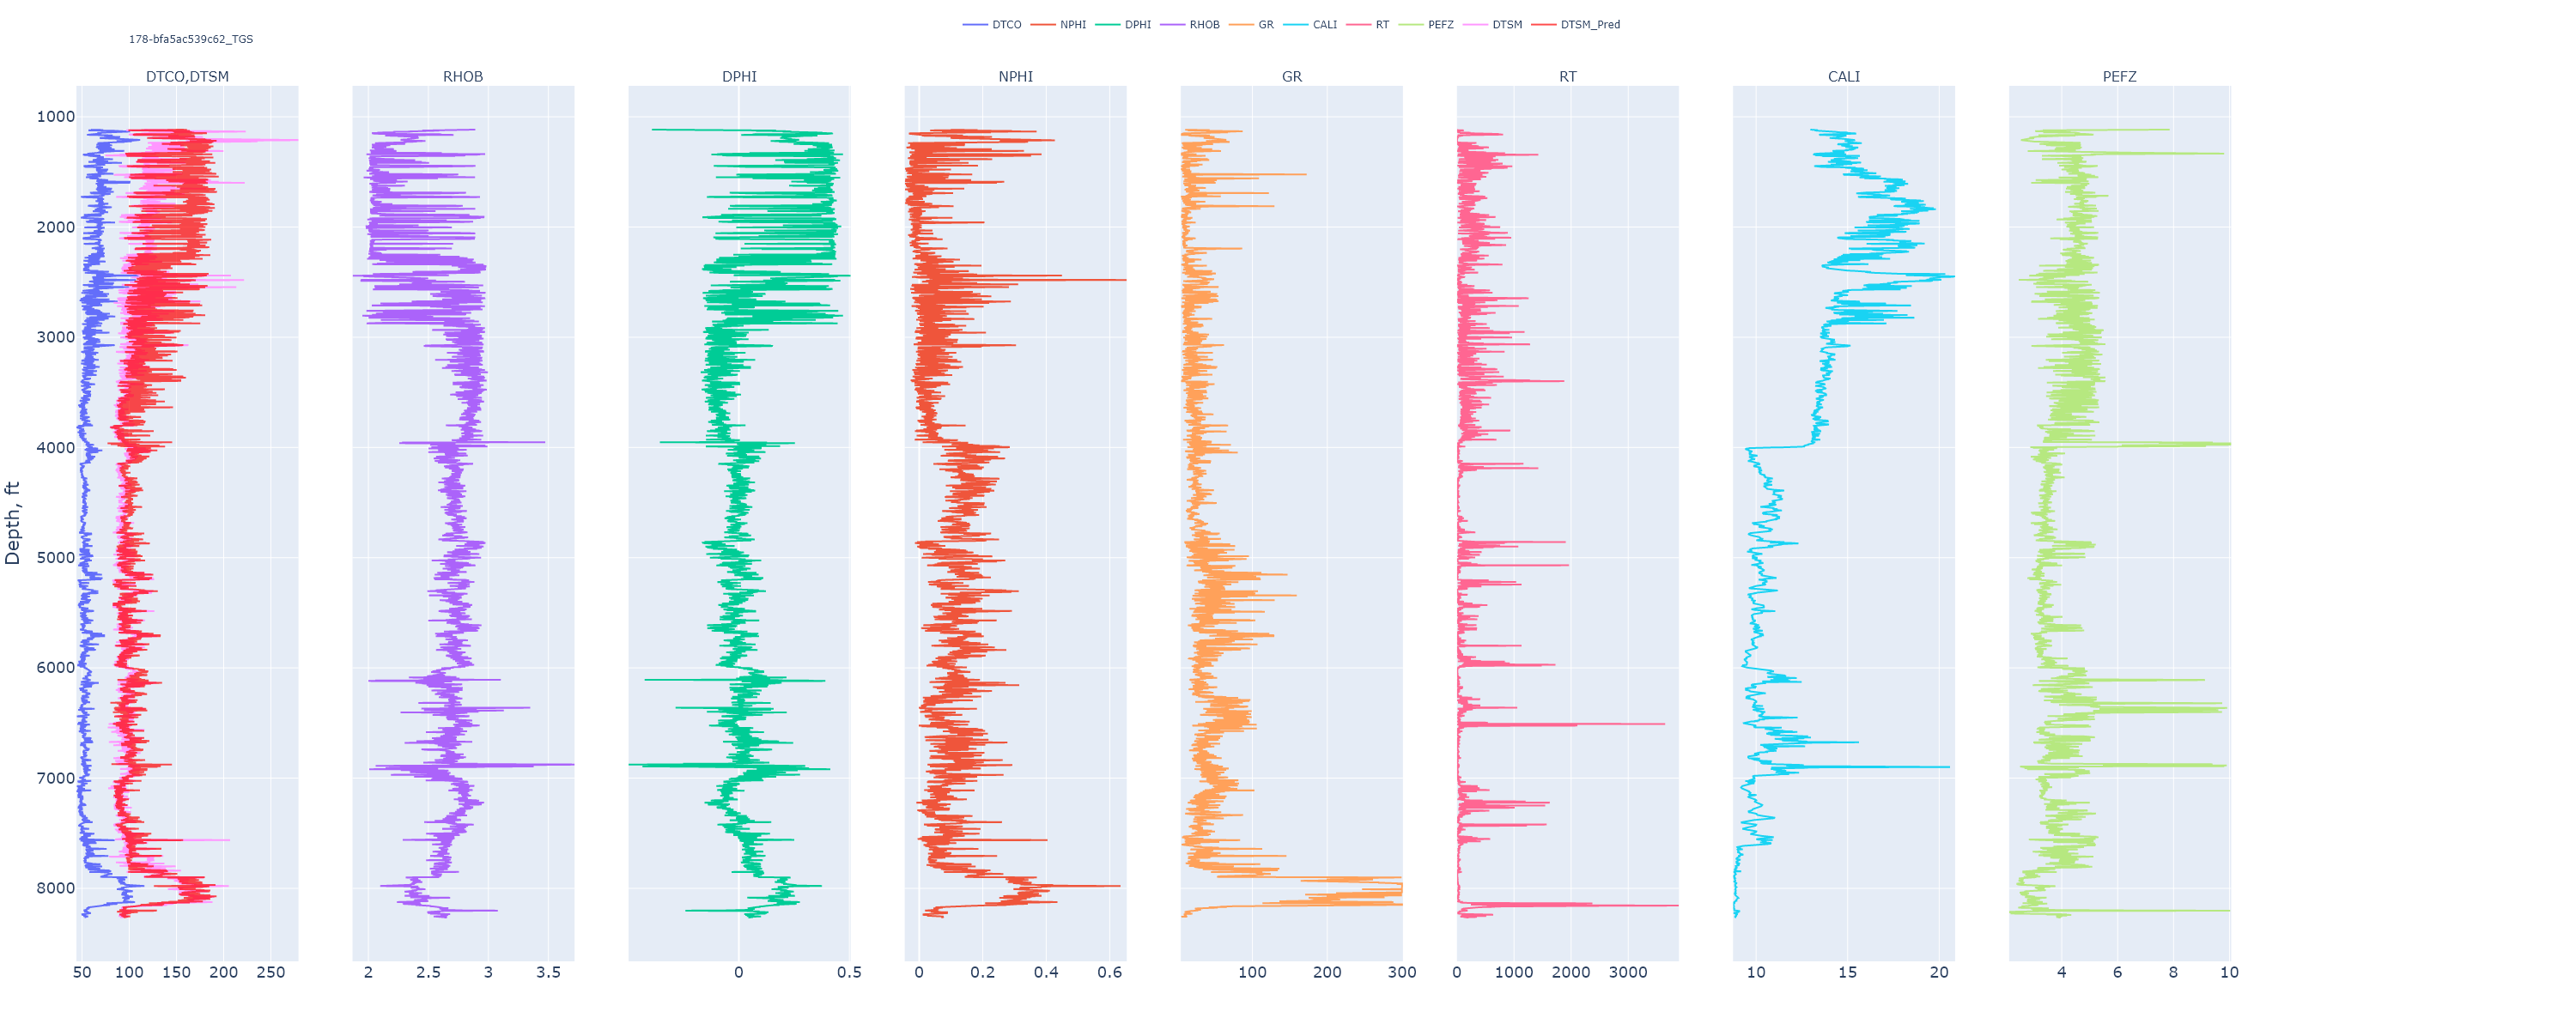 DTCO NPHI DPHI RHOB GR CALI RT PEFZ DTSM DTSM_Pred
178-bfa5ac539c62_TGS
DTCO,DTSM RHOB DPHI NPHI GR RT CALI PEFZ
1000
2000
3000
4000
5000
6000
7000
8000
Depth, ft
50 100 150 200 250 2 2.5 3 3.5 0 0.5 0 0.2 0.4 0.6 100 200 300 0 1000 2000 3000 10 15 20 4 6 8 10